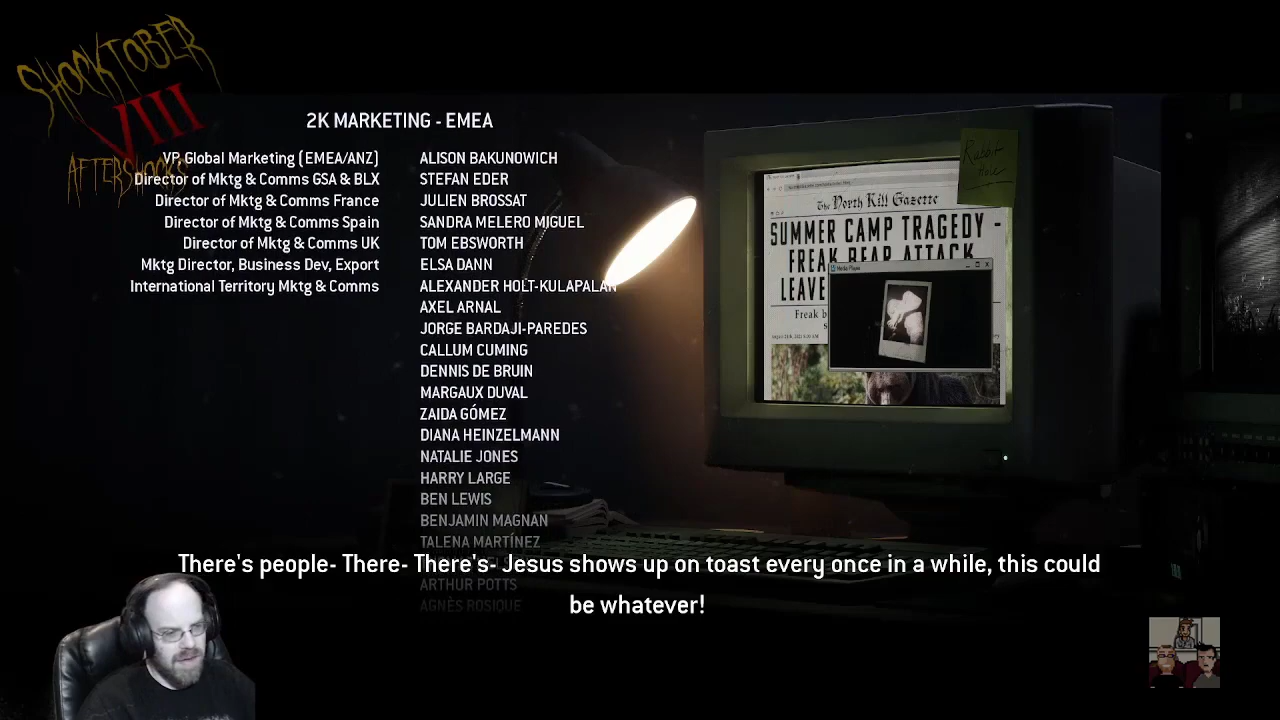 SHOCKTOBER
VIII
AFTERSHOCKS
2K MARKETING - EMEA
VP, Global Marketing (EMEA/ANZ) ALISON BAKUNOWICH
Director of Mktg & Comms GSA & BLX STEFAN EDER
Director of Mktg & Comms France JULIEN BROSSAT
Director of Mktg & Comms Spain SANDRA MELERO MIGUEL
Director of Mktg & Comms UK TOM EBSWORTH
Mktg Director, Business Dev, Export ELSA DANN
International Territory Mktg & Comms ALEXANDER HOLT-KULAPALAN
AXEL ARNAL
JORGE BARDAJI-PAREDES
CALLUM CUMING
DENNIS DE BRUIN
MARGAUX DUVAL
ZAIDA GÓMEZ
DIANA HEINZELMANN
NATALIE JONES
HARRY LARGE
BEN LEWIS
BENJAMIN MAGNAN
TALENA MARTÍNEZ
ARTHUR POTTS
AGNÈS ROSIQUE
Rabbit
Hole
The North Kill Gazette
SUMMER CAMP TRAGEDY -
FREAK BEAR ATTACK
LEAVE
Media Player
Freak b
There's people- There- There's- Jesus shows up on toast every once in a while, this could
be whatever!